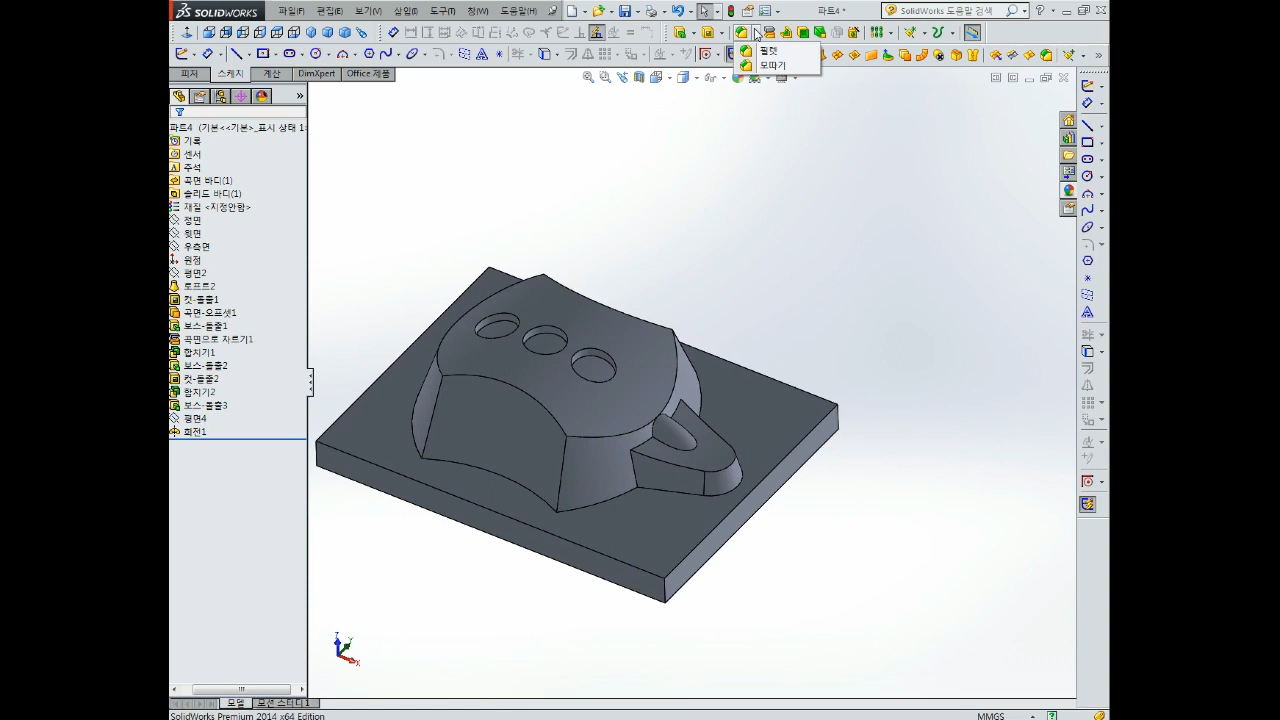 SOLIDWORKS 파일(F) 편집(E) 보기(V) 삽입(I) 도구(T) 창(W) 도움말(H) 파트4 * SolidWorks 도움말 검색
필렛
모따기
피처 스케치 계산 DimXpert Office 제품
파트4 (기본<<기본>_표시 상태 1>
기록
센서
주석
곡면 바디(1)
솔리드 바디(1)
재질 <지정안함>
정면
윗면
우측면
원점
평면2
로프트2
컷-돌출1
곡면-오프셋1
보스-돌출1
곡면으로 자르기1
합치기1
보스-돌출2
컷-돌출2
합치기2
보스-돌출3
평면4
회전1
Z Y X
모델 모션 스터디 1
SolidWorks Premium 2014 x64 Edition MMGS